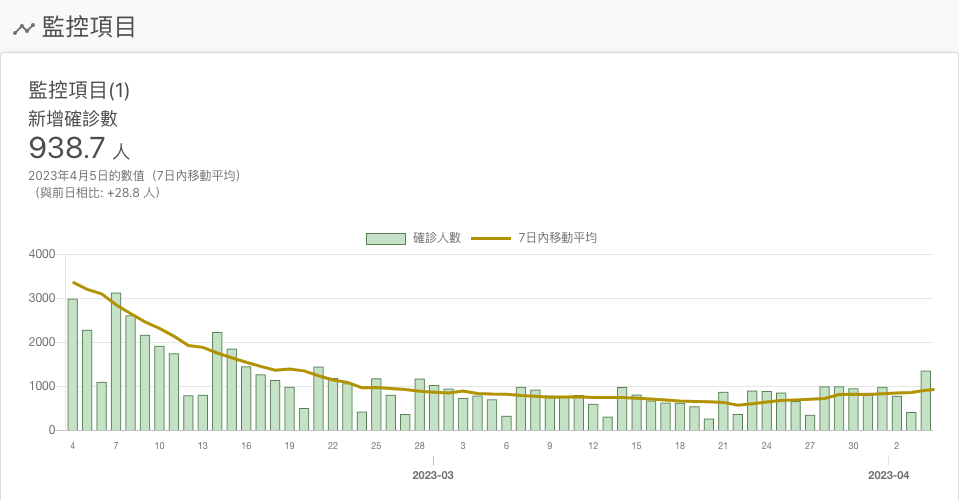 監控項目
監控項目(1)
新增確診數
938.7 人
2023年4月5日的數值（7日內移動平均）
（與前日相比: +28.8 人）
確診人數 7日內移動平均
4000
3000
2000
1000
0
4 7 10 13 16 19 22 25 28 3 6 9 12 15 18 21 24 27 30 2
2023-03 2023-04